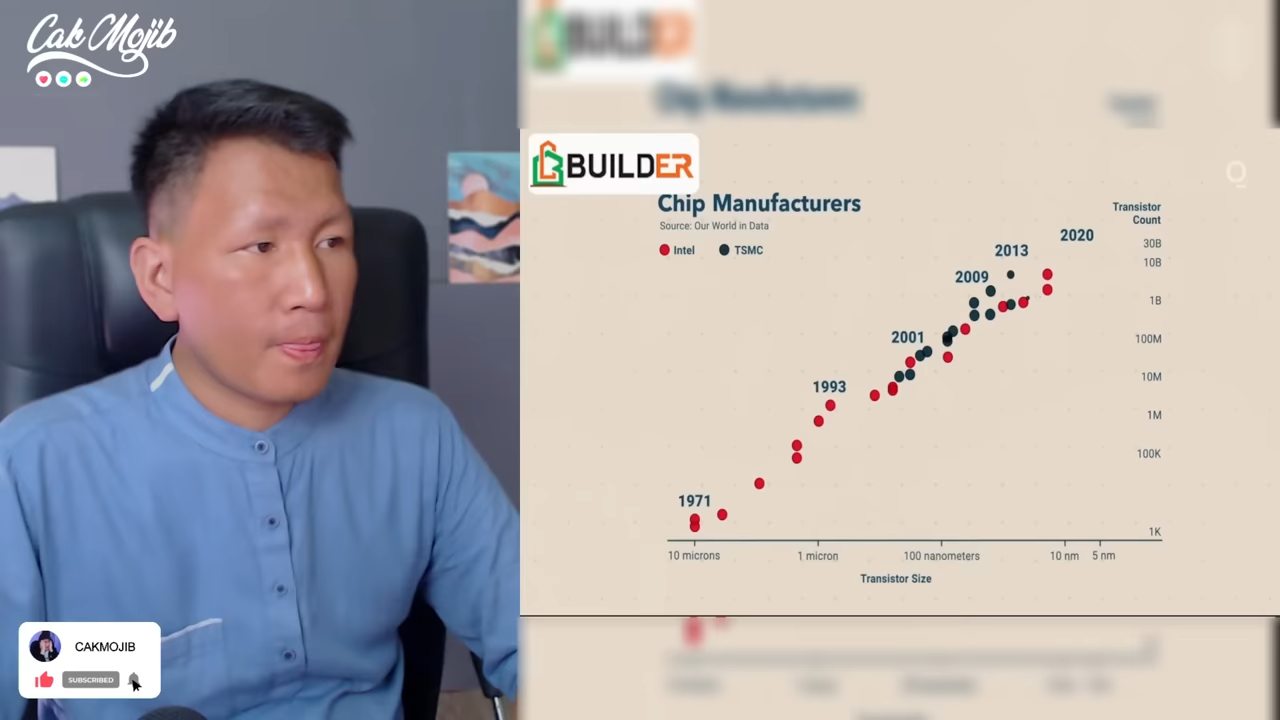 Cak Mojib
BUILDER
Chip Manufacturers
Source: Our World in Data
Intel
TSMC
Transistor
Count
30B
10B
1B
100M
10M
1M
100K
1K
1971
1993
2001
2009
2013
2020
10 microns
1 micron
100 nanometers
10 nm
5 nm
Transistor Size
CAKMOJIB
SUBSCRIBED